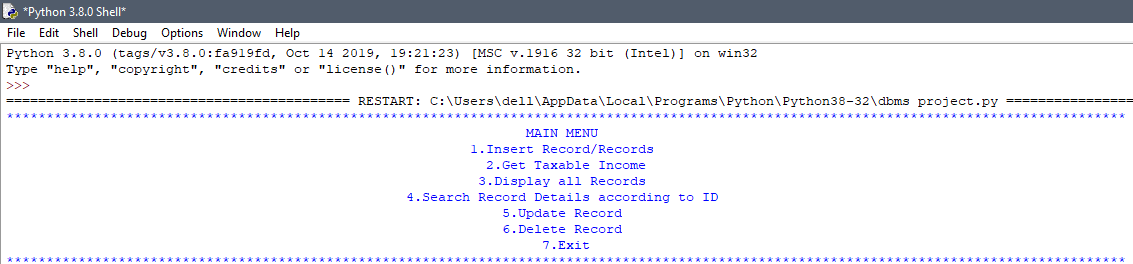 *Python 3.8.0 Shell*
File Edit Shell Debug Options Window Help
Python 3.8.0 (tags/v3.8.0:fa919fd, Oct 14 2019, 19:21:23) [MSC v.1916 32 bit (Intel)] on win32
Type "help", "copyright", "credits" or "license()" for more information.
>>>
=========================================== RESTART: C:\Users\dell\AppData\Local\Programs\Python\Python38-32\dbms project.py ================
********************************************************************************************************************************************
MAIN MENU
1.Insert Record/Records
2.Get Taxable Income
3.Display all Records
4.Search Record Details according to ID
5.Update Record
6.Delete Record
7.Exit
********************************************************************************************************************************************